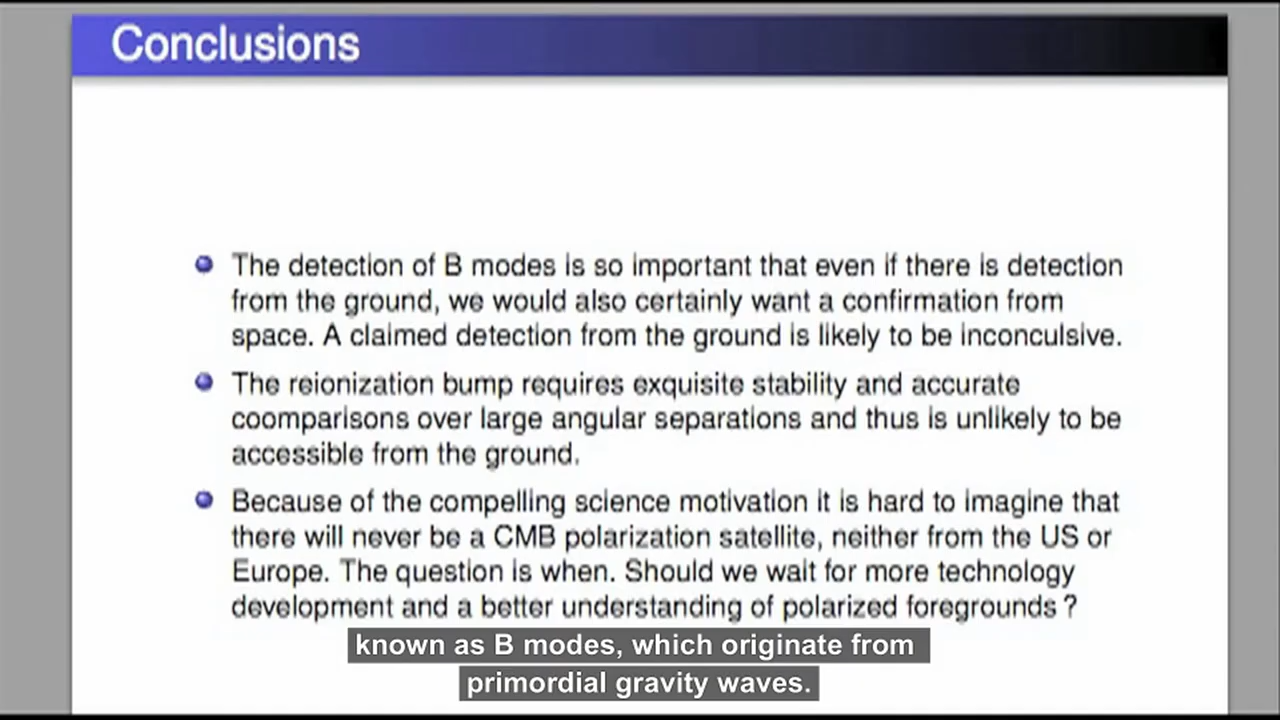 Conclusions
The detection of B modes is so important that even if there is detection
from the ground, we would also certainly want a confirmation from
space. A claimed detection from the ground is likely to be inconculsive.
The reionization bump requires exquisite stability and accurate
coomparisons over large angular separations and thus is unlikely to be
accessible from the ground.
Because of the compelling science motivation it is hard to imagine that
there will never be a CMB polarization satellite, neither from the US or
Europe. The question is when. Should we wait for more technology
development and a better understanding of polarized foregrounds ?
known as B modes, which originate from
primordial gravity waves.